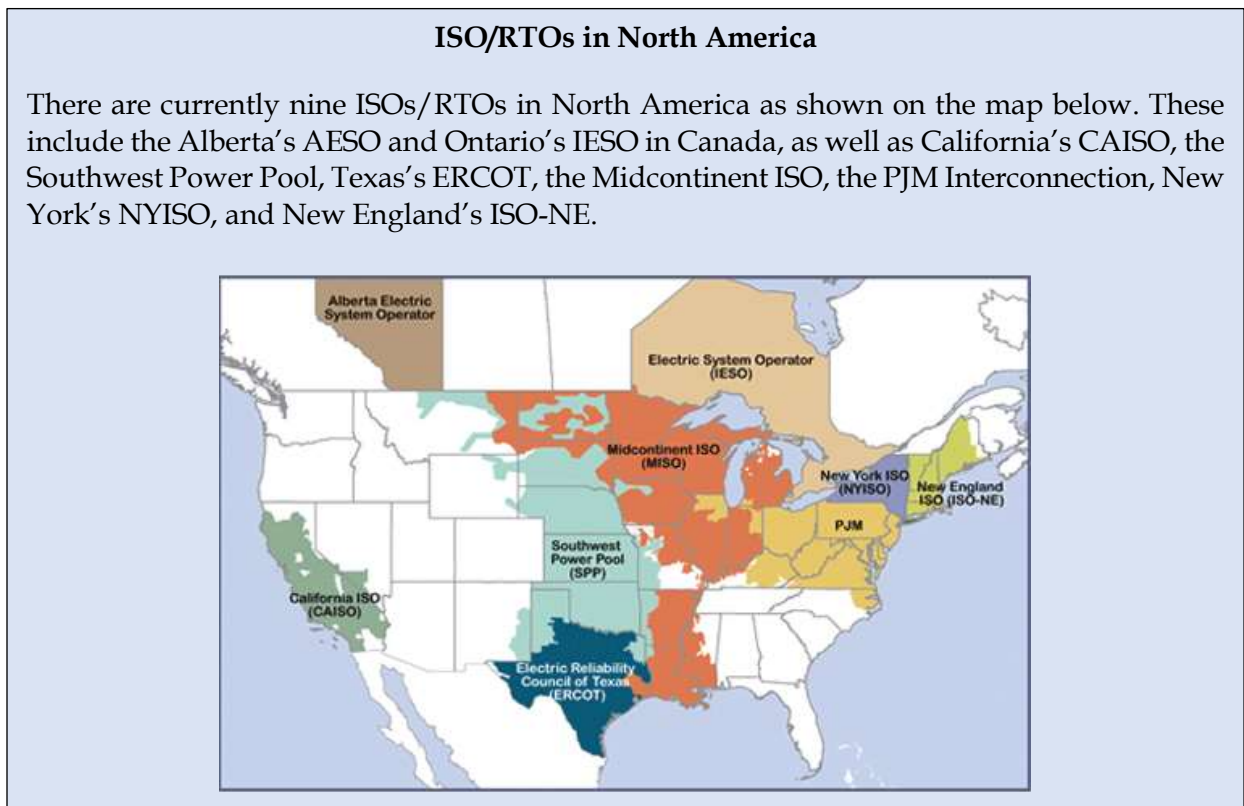 ISO/RTOs in North America
There are currently nine ISOs/RTOs in North America as shown on the map below. These
include the Alberta’s AESO and Ontario’s IESO in Canada, as well as California’s CAISO, the
Southwest Power Pool, Texas’s ERCOT, the Midcontinent ISO, the PJM Interconnection, New
York’s NYISO, and New England’s ISO-NE.
Alberta Electric
System Operator
Electric System Operator
(IESO)
Midcontinent ISO
(MISO)
New York ISO
(NYISO)
New England
ISO (ISO-NE)
PJM
Southwest
Power Pool
(SPP)
California ISO
(CAISO)
Electric Reliability
Council of Texas
(ERCOT)